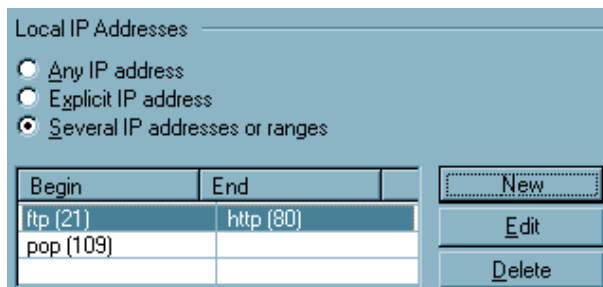 Local IP Addresses
Any IP address
Explicit IP address
Several IP addresses or ranges
Begin End
ftp (21) http (80)
pop (109)
New
Edit
Delete